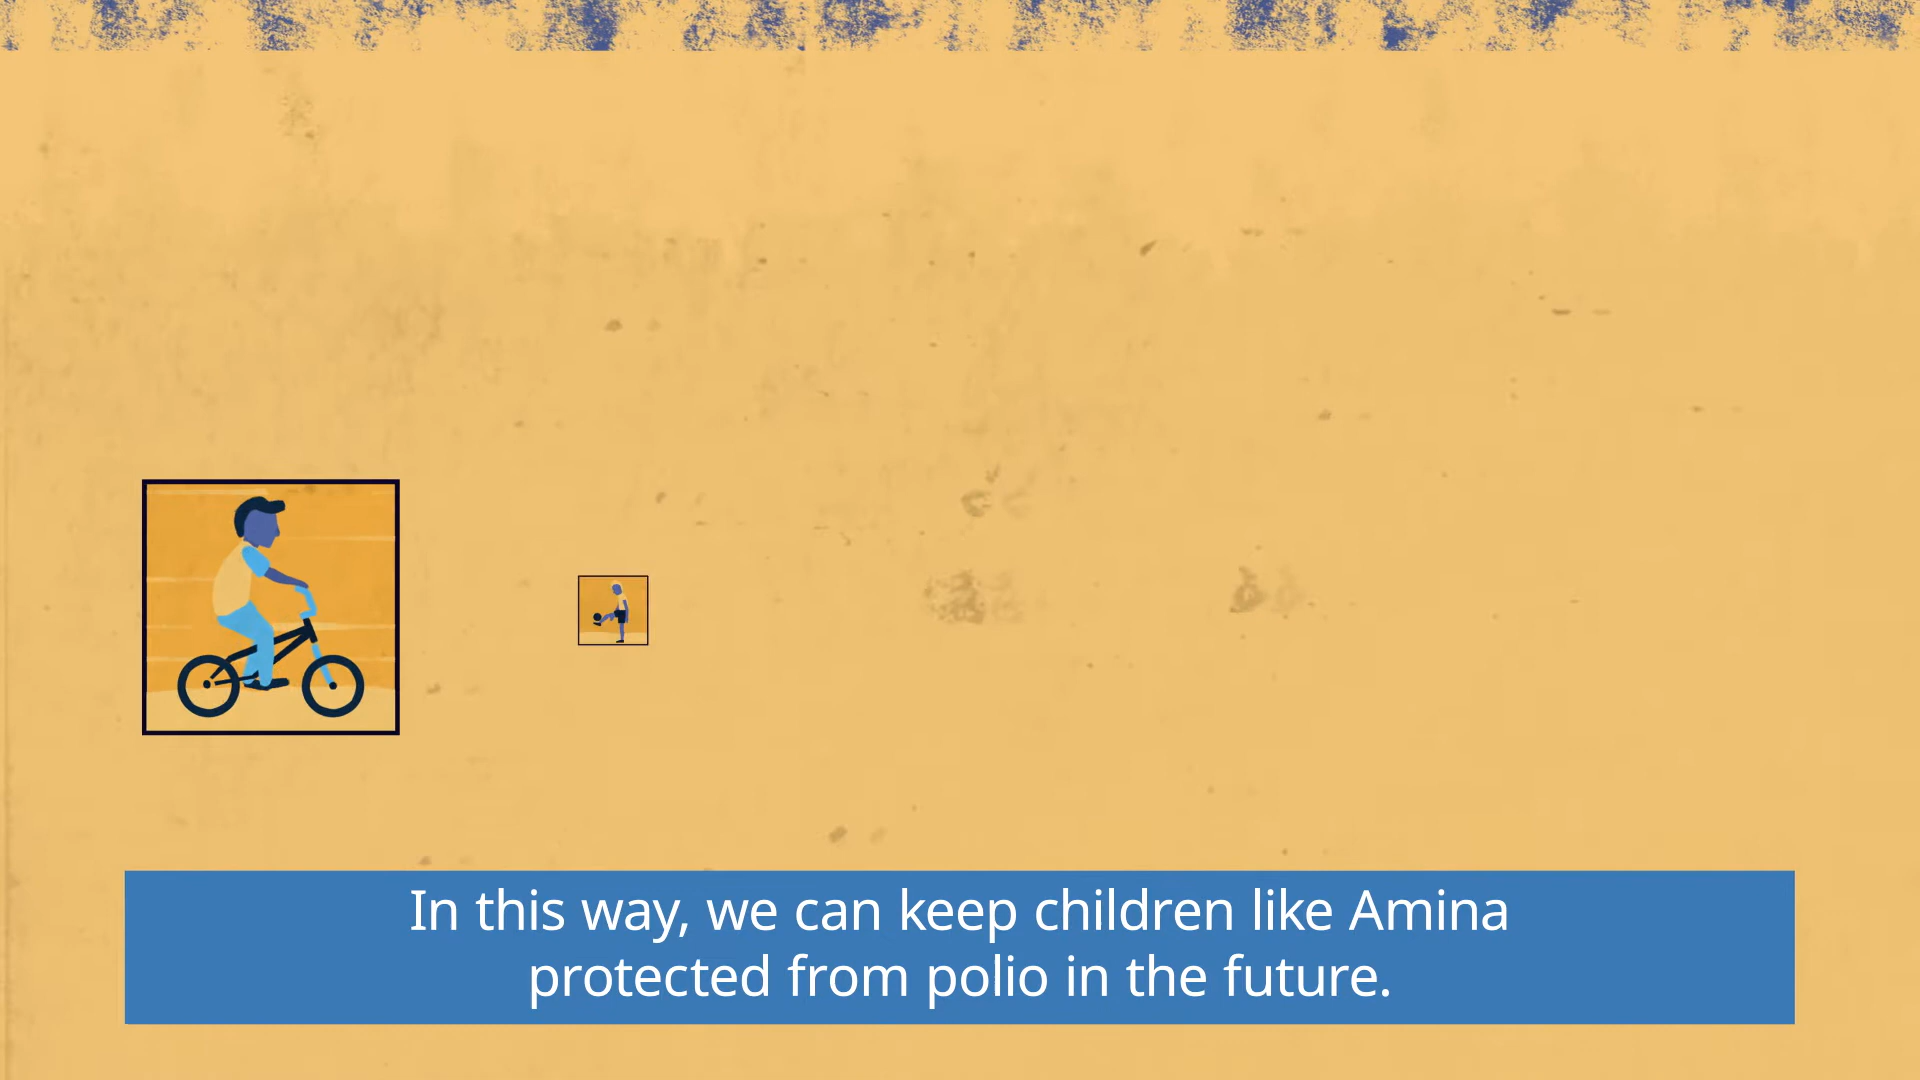 In this way, we can keep children like Amina
protected from polio in the future.